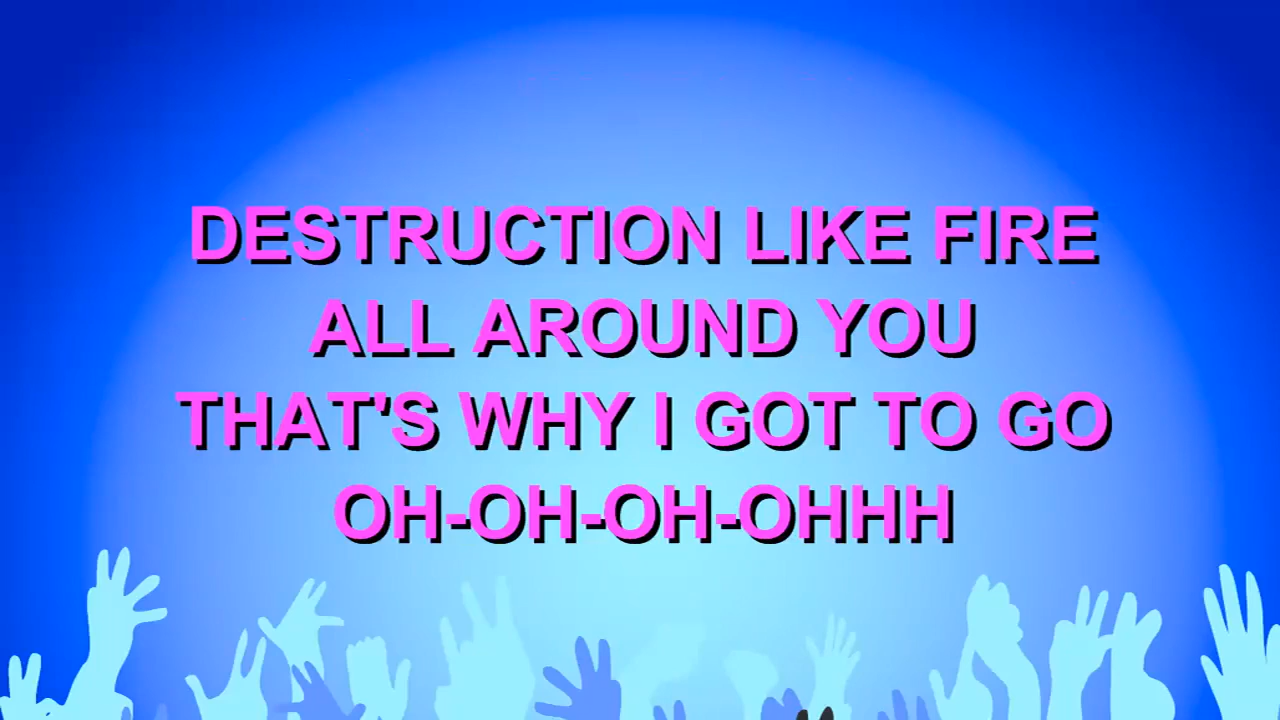 DESTRUCTION LIKE FIRE
ALL AROUND YOU
THAT'S WHY I GOT TO GO
OH-OH-OH-OHHH